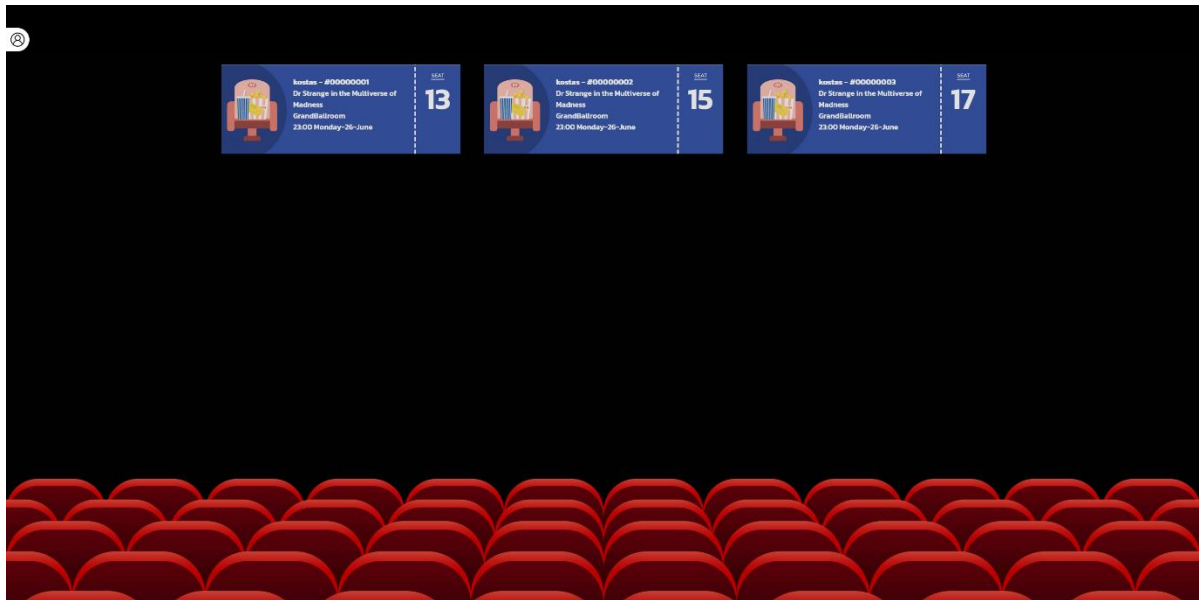 kostas - #00000001
Dr Strange in the Multiverse of
Madness
GrandBallroom
23:00 Monday-26-June
SEAT
13
kostas - #00000002
Dr Strange in the Multiverse of
Madness
GrandBallroom
23:00 Monday-26-June
SEAT
15
kostas - #00000003
Dr Strange in the Multiverse of
Madness
GrandBallroom
23:00 Monday-26-June
SEAT
17